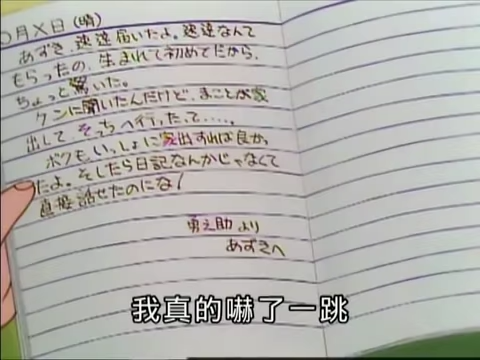 〇月×日(晴)
あずき、速達届いたよ。速達なんて
もらったの、生まれて初めてだから、
ちょっと驚いた。
ケンに聞いたんだけど、まことが家
出して、そっちへ行ったって……。
ボクもいっしょに家出すれば良かっ
たよ。そしたら日記なんかじゃなくて
直接話せたのにな!
勇之助より
あずきへ
我真的嚇了一跳